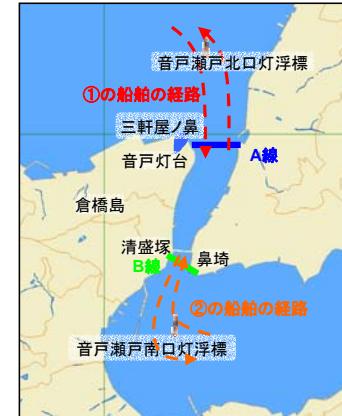 音戸瀬戸北口灯浮標
①の船舶の経路
三軒屋ノ鼻
音戸灯台
A線
倉橋島
清盛塚
鼻埼
B線
②の船舶の経路
音戸瀬戸南口灯浮標